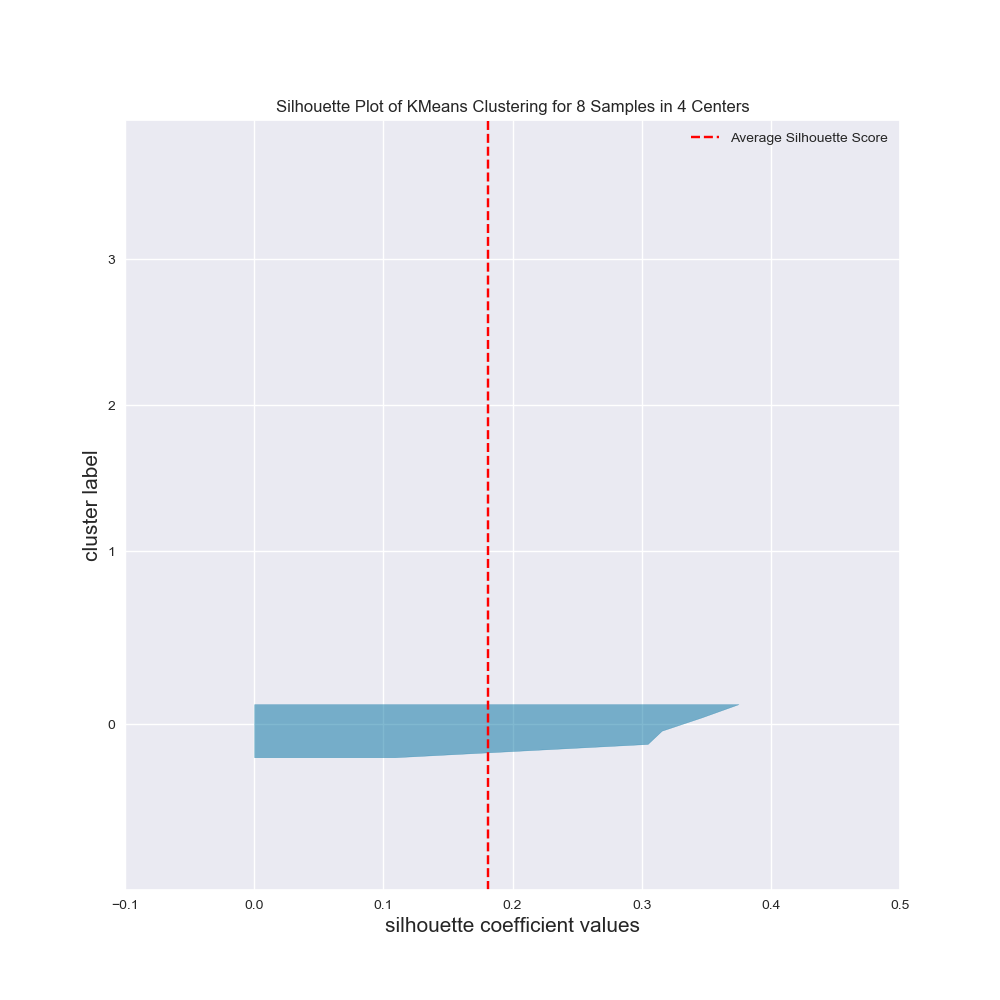 Silhouette Plot of KMeans Clustering for 8 Samples in 4 Centers
Average Silhouette Score
3
2
1
0
cluster label
−0.1 0.0 0.1 0.2 0.3 0.4 0.5
silhouette coefficient values